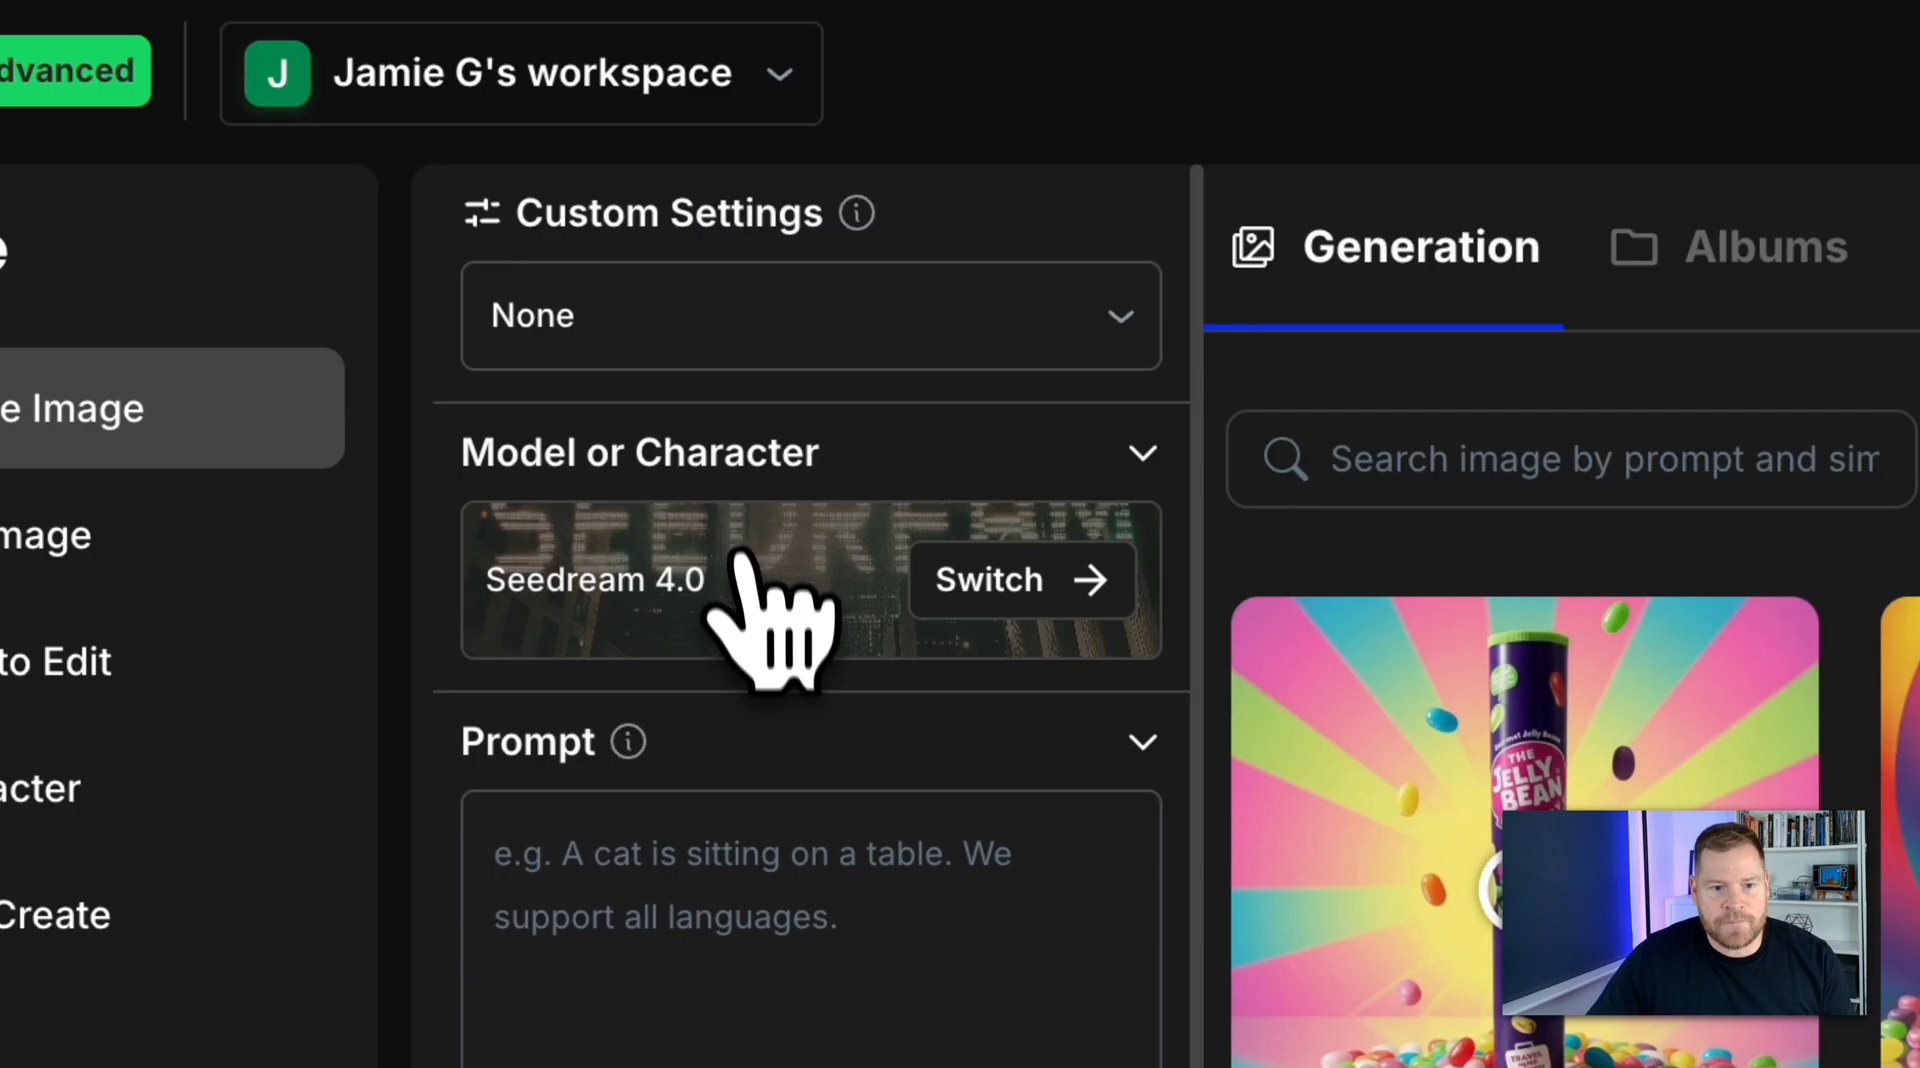 dvanced
J
Jamie G's workspace
Custom Settings
None
Model or Character
SEEDREAM
Seedream 4.0
Switch
Prompt
e.g. A cat is sitting on a table. We
support all languages.
e
e Image
mage
to Edit
acter
Create
Generation
Albums
Search image by prompt and sim
THE
JELLY
BEAN
TRAVEL